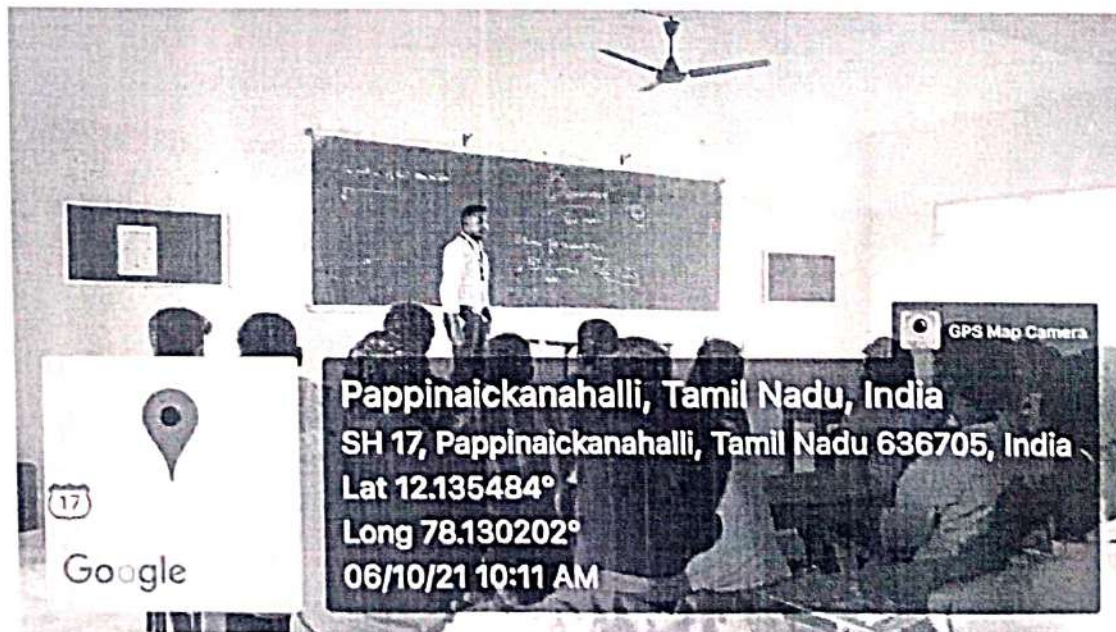 GPS Map Camera
Pappinaickanahalli, Tamil Nadu, India
SH 17, Pappinaickanahalli, Tamil Nadu 636705, India
Lat 12.135484°
Long 78.130202°
06/10/21 10:11 AM
17
Google